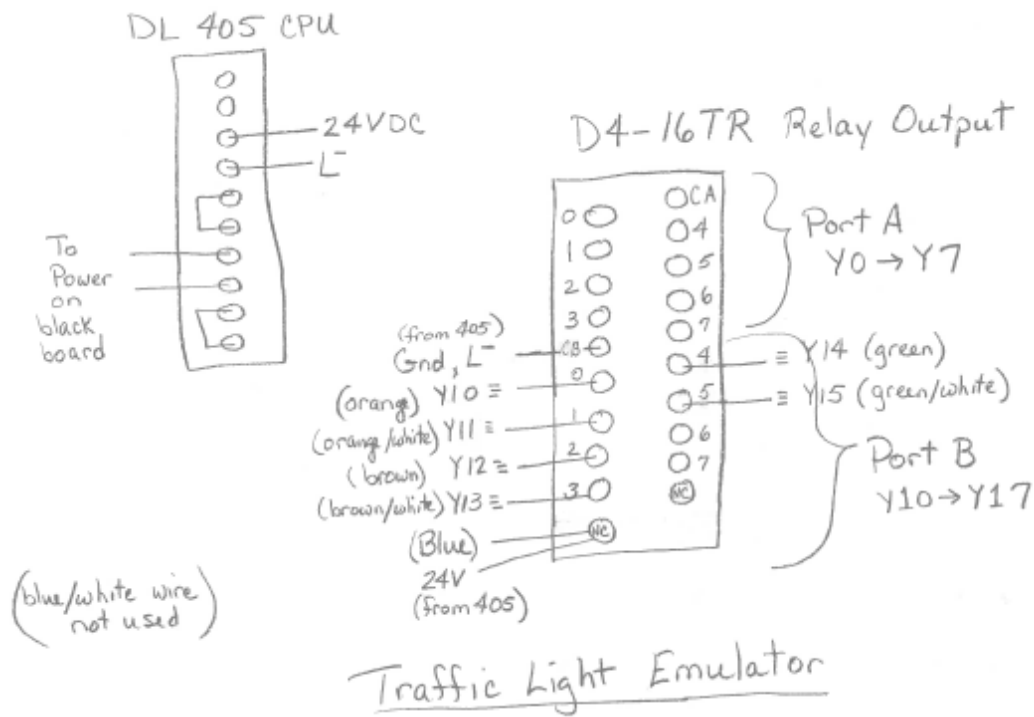 DL 405 CPU
24VDC
L⁻
To
Power
on
black
board
D4-16TR Relay Output
CA
0
4
1
5
2
6
3
7
Port A
Y0 → Y7
(from 405)
Gnd, L⁻
CB
4 ≡ Y14 (green)
(orange) Y10 ≡
0
5 ≡ Y15 (green/white)
(orange/white) Y11 ≡
1
6
(brown) Y12 ≡
2
7
(brown/white) Y13 ≡
3
NC
Port B
Y10 → Y17
(Blue)
NC
24V
(from 405)
(blue/white wire
not used)
Traffic Light Emulator